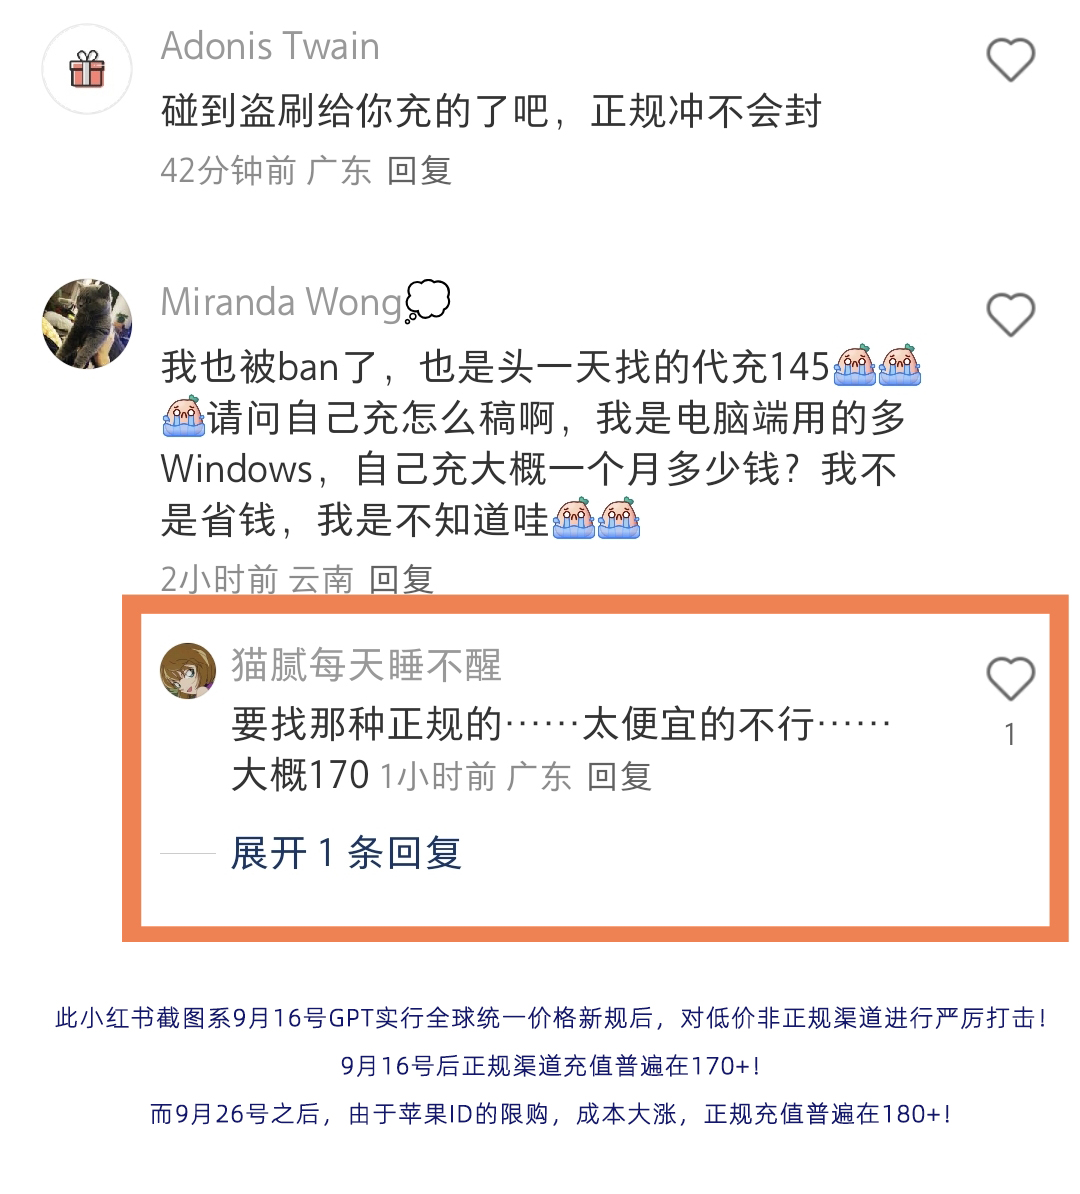 Adonis Twain
碰到盗刷给你充的了吧，正规冲不会封
42分钟前 广东 回复
Miranda Wong
我也被ban了，也是头一天找的代充145
请问自己充怎么稿啊，我是电脑端用的多
Windows，自己充大概一个月多少钱？我不
是省钱，我是不知道哇
2小时前 云南 回复
猫腻每天睡不醒
要找那种正规的……太便宜的不行……
1
大概170 1小时前 广东 回复
展开 1 条回复
此小红书截图系9月16号GPT实行全球统一价格新规后，对低价非正规渠道进行严厉打击！
9月16号后正规渠道充值普遍在170+！
而9月26号之后，由于苹果ID的限购，成本大涨，正规充值普遍在180+！